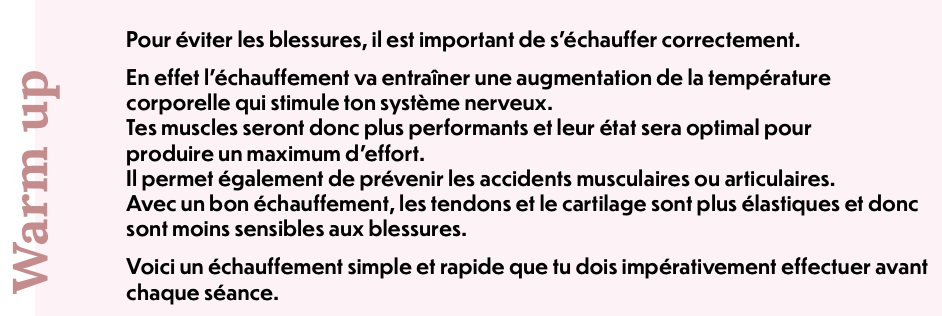 Warm up
Pour éviter les blessures, il est important de s'échauffer correctement.
En effet l'échauffement va entraîner une augmentation de la température
corporelle qui stimule ton système nerveux.
Tes muscles seront donc plus performants et leur état sera optimal pour
produire un maximum d'effort.
Il permet également de prévenir les accidents musculaires ou articulaires.
Avec un bon échauffement, les tendons et le cartilage sont plus élastiques et donc
sont moins sensibles aux blessures.
Voici un échauffement simple et rapide que tu dois impérativement effectuer avant
chaque séance.